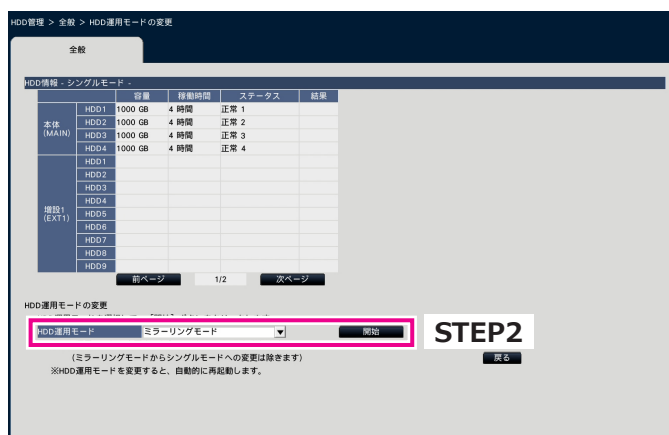 HDD管理 > 全般 > HDD運用モードの変更
全般
HDD情報 - シングルモード -
容量 稼働時間 ステータス 結果
本体(MAIN) HDD1 1000 GB 4 時間 正常 1
HDD2 1000 GB 4 時間 正常 2
HDD3 1000 GB 4 時間 正常 3
HDD4 1000 GB 4 時間 正常 4
増設1(EXT1) HDD1
HDD2
HDD3
HDD4
HDD5
HDD6
HDD7
HDD8
HDD9
前ページ 1/2 次ページ
HDD運用モードの変更
HDD運用モード ミラーリングモード 開始 STEP2
(ミラーリングモードからシングルモードへの変更は除きます) 戻る
※HDD運用モードを変更すると、自動的に再起動します。